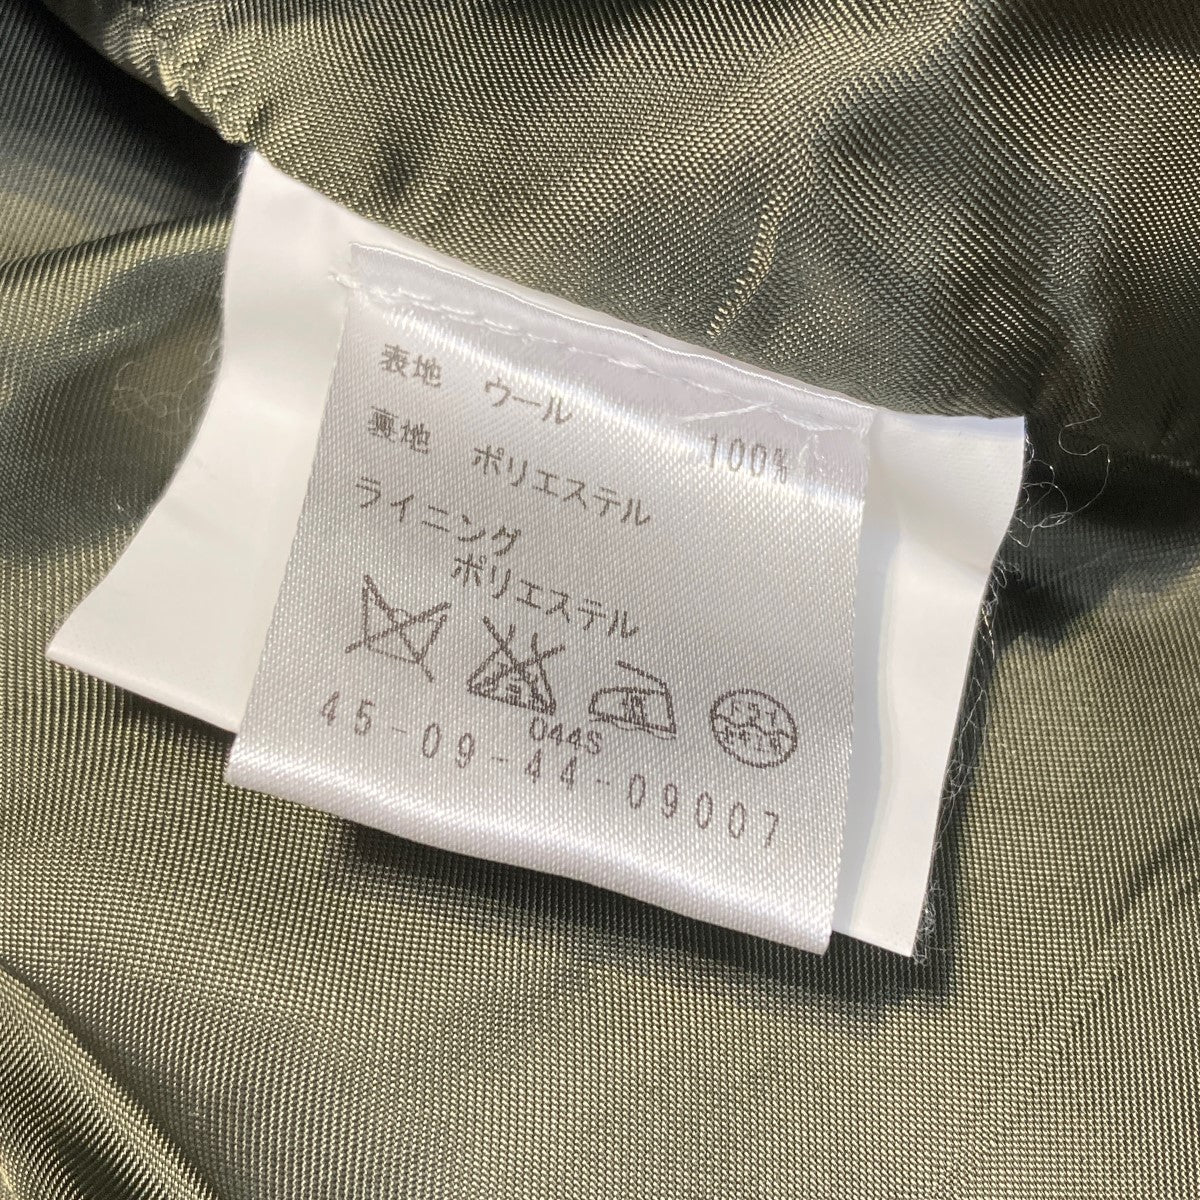 表地 ウール 100%
裏地 ポリエステル
ライニング
ポリエステル
044S
45-09-44-09007